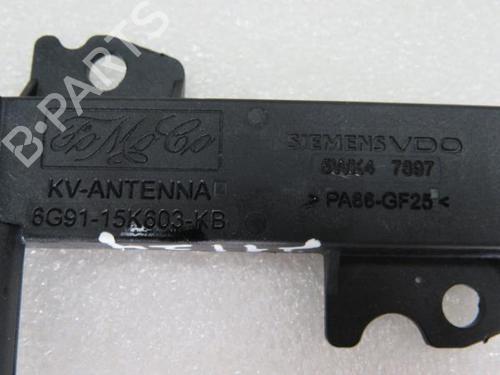 B-PARTS
FoMoCo
KV-ANTENNA
6G91-15K603-KB
SIEMENS VDO
5WK4 7897
> PA66-GF25 <